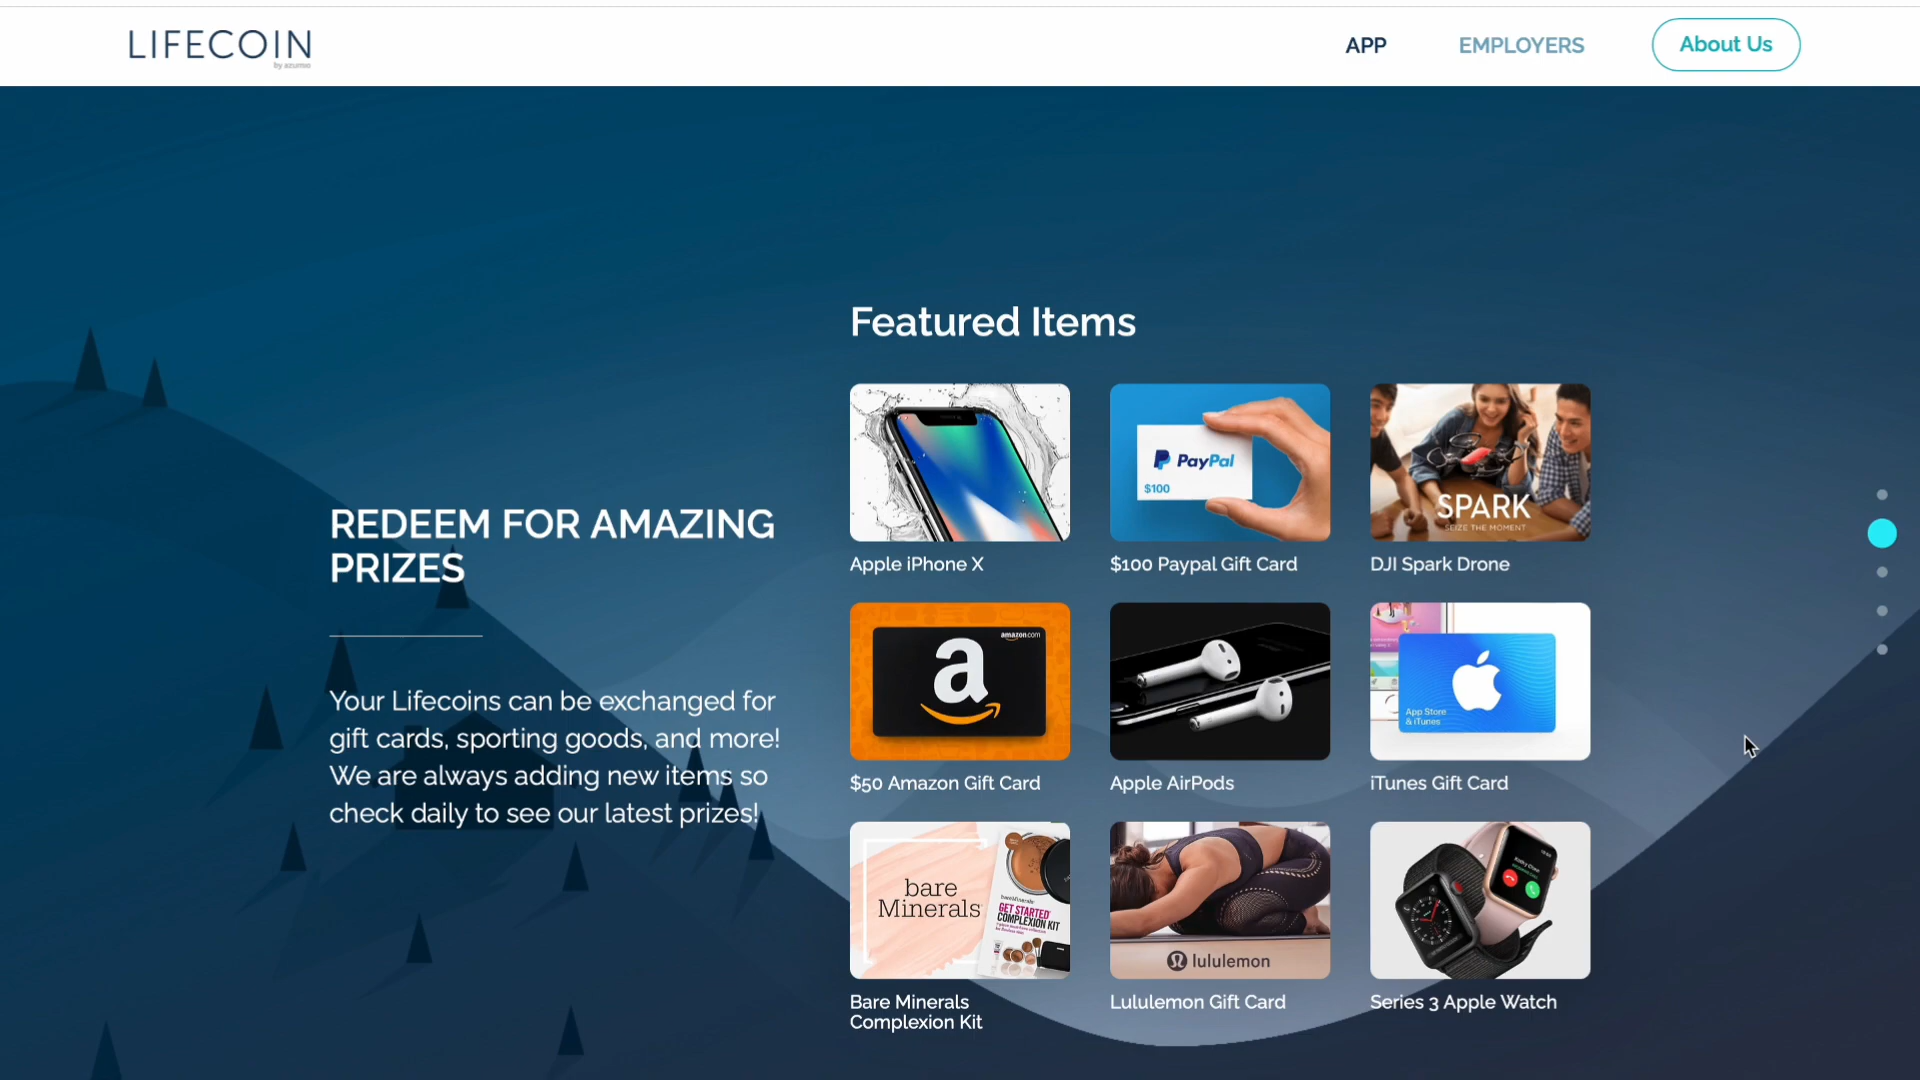 LIFECOIN
by azumio
APP
EMPLOYERS
About Us
REDEEM FOR AMAZING
PRIZES
Your Lifecoins can be exchanged for
gift cards, sporting goods, and more!
We are always adding new items so
check daily to see our latest prizes!
Featured Items
PayPal
$100
SPARK
SEIZE THE MOMENT
Apple iPhone X
$100 Paypal Gift Card
DJI Spark Drone
amazon.com
a
App Store
& iTunes
$50 Amazon Gift Card
Apple AirPods
iTunes Gift Card
bare
Minerals
bareMinerals
GET STARTED
COMPLEXION KIT
lululemon
Bare Minerals
Complexion Kit
Lululemon Gift Card
Series 3 Apple Watch